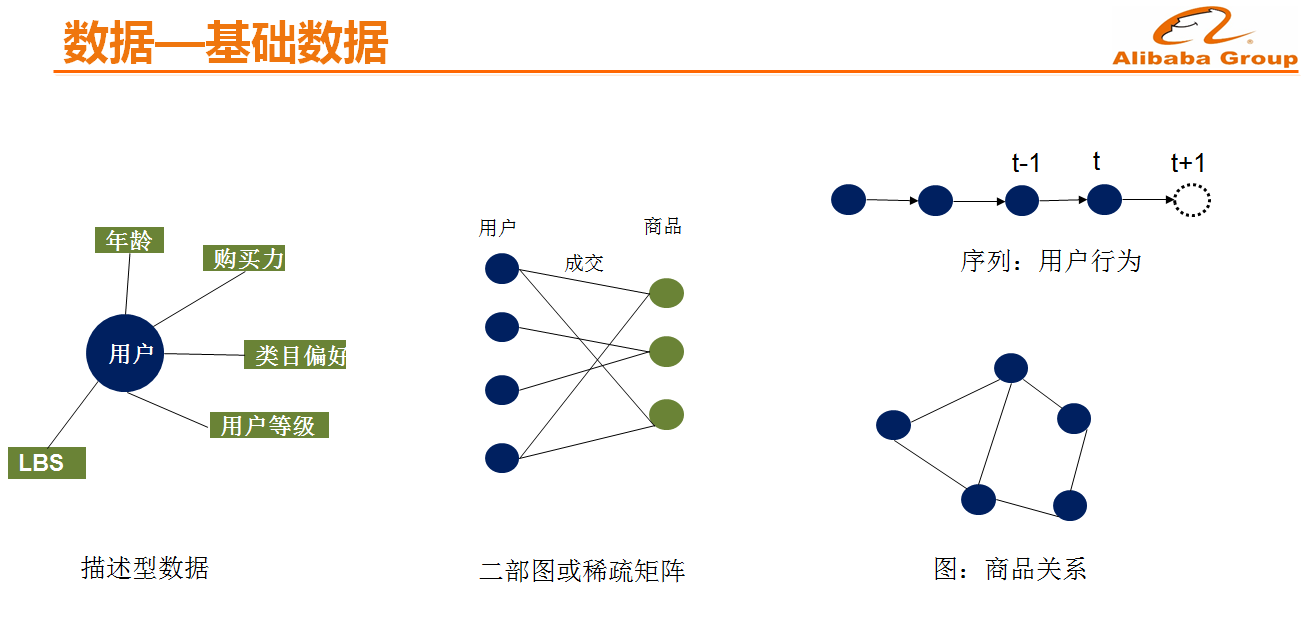 数据—基础数据
Alibaba Group
年龄
购买力
用户
类目偏好
用户等级
LBS
描述型数据
用户
商品
成交
二部图或稀疏矩阵
t-1
t
t+1
序列：用户行为
图：商品关系